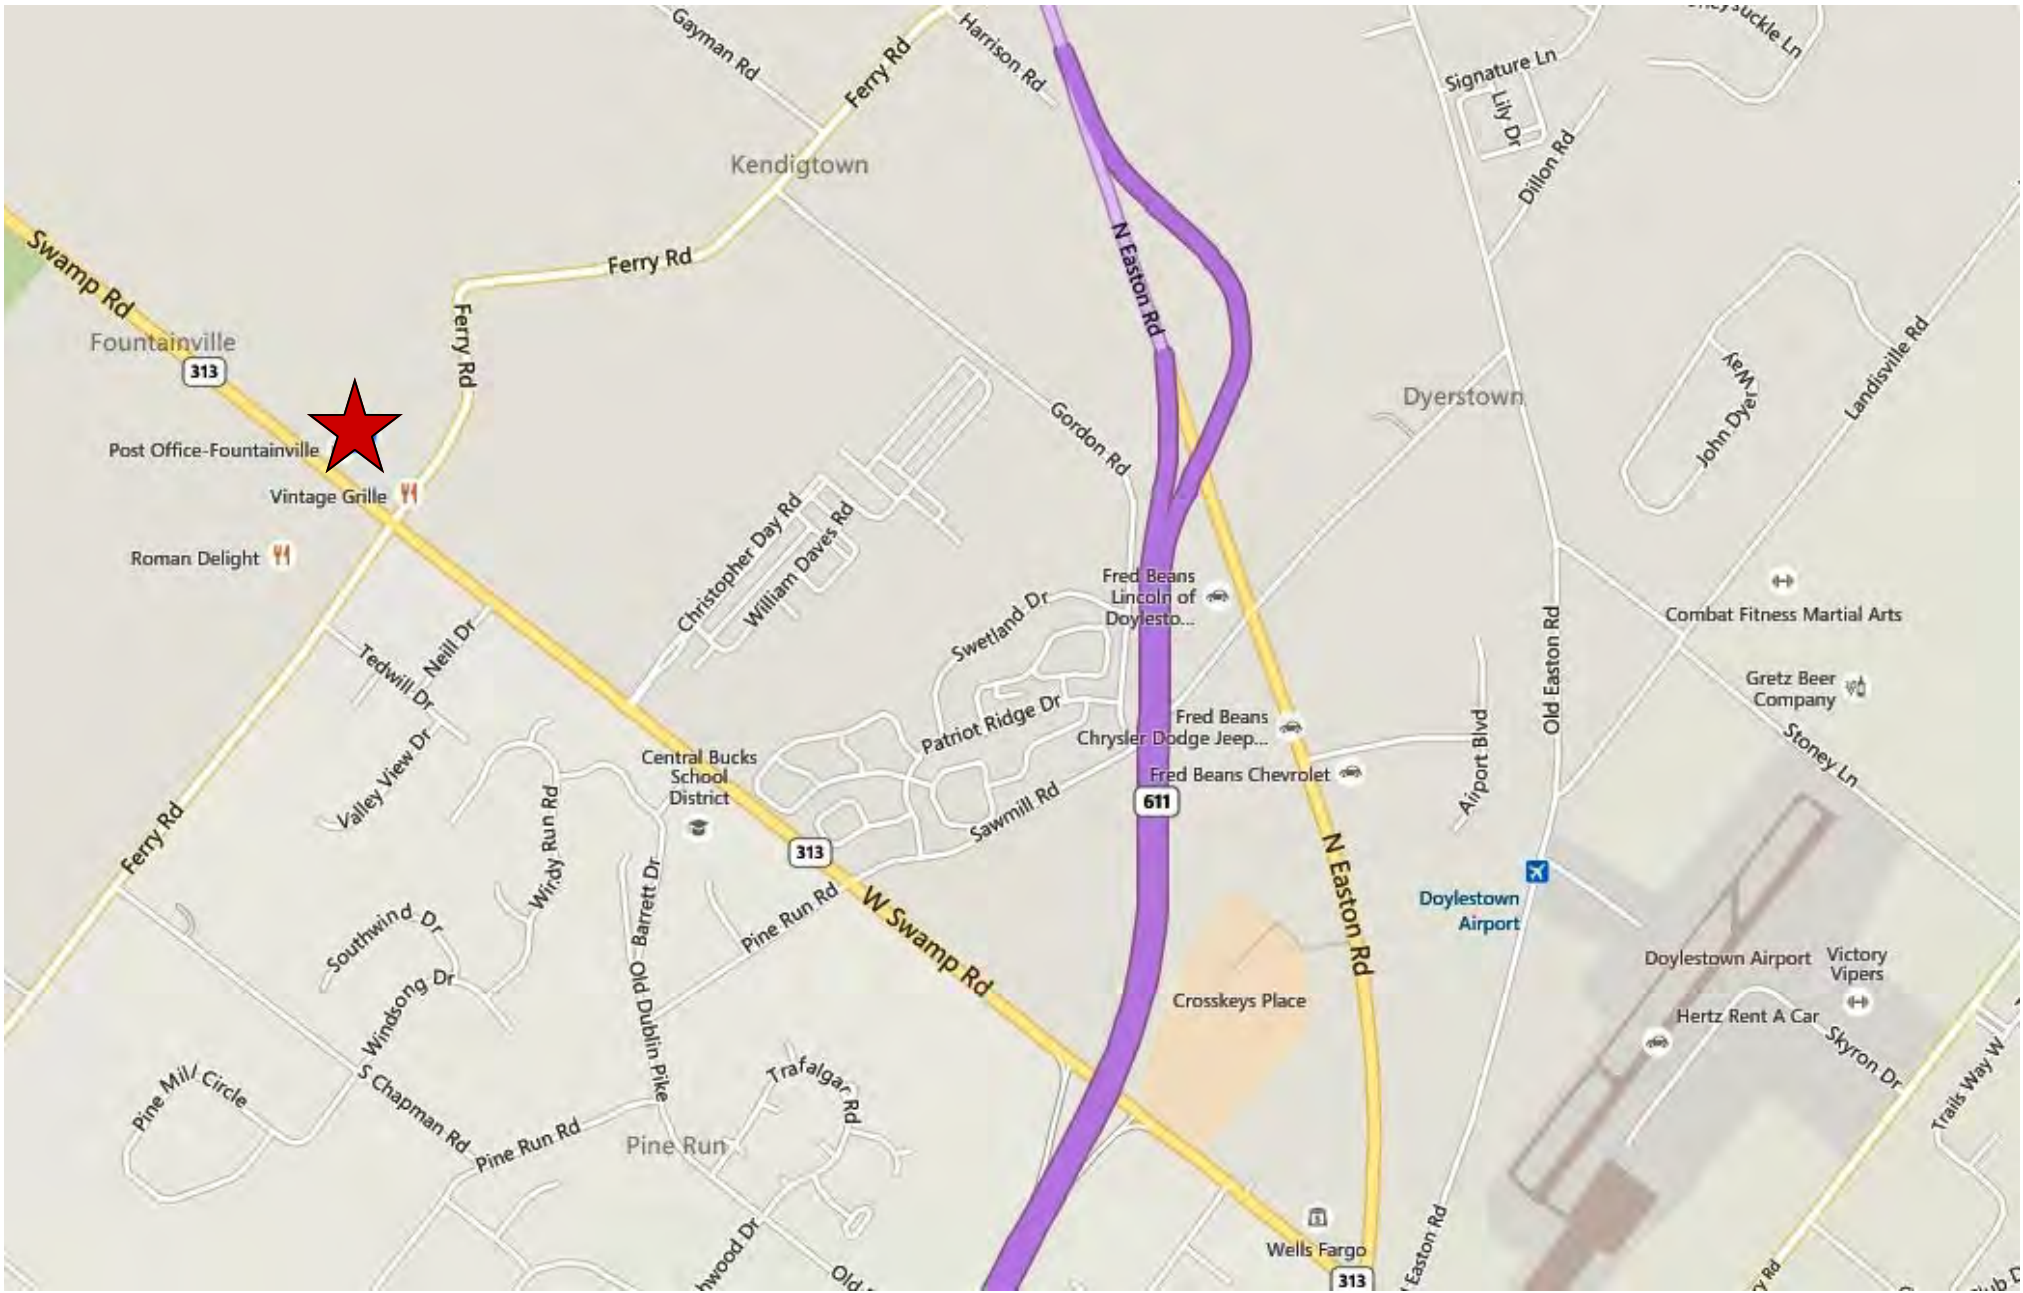 Gayman Rd
Ferry Rd
Harrison Rd
Signature Ln
Lily Dr
Dillon Rd
Kendigtown
Swamp Rd
Ferry Rd
N Easton Rd
Fountainville
313
Ferry Rd
Dyerstown
John Dyer Way
Landisville Rd
Gordon Rd
Post Office-Fountainville
Vintage Grille
Roman Delight
Christopher Day Rd
William Daves Rd
Fred Beans
Lincoln of
Doylesto...
Swetland Dr
Combat Fitness Martial Arts
Neill Dr
Tedwill Dr
Old Easton Rd
Gretz Beer
Company
Patriot Ridge Dr
Fred Beans
Chrysler Dodge Jeep...
Stoney Ln
Valley View Dr
Central Bucks
School
District
Fred Beans Chevrolet
Airport Blvd
Ferry Rd
Windy Run Rd
Sawmill Rd
611
313
Barrett Dr
Pine Run Rd
W Swamp Rd
N Easton Rd
Doylestown
Airport
Southwind Dr
Doylestown Airport
Victory
Vipers
Windsong Dr
Old Dublin Pike
Crosskeys Place
Hertz Rent A Car
Skyron Dr
Pine Mill Circle
S Chapman Rd
Trafalgar Rd
Trails Way W
Pine Run Rd
Pine Run
Wells Fargo
313
Easton Rd
Old